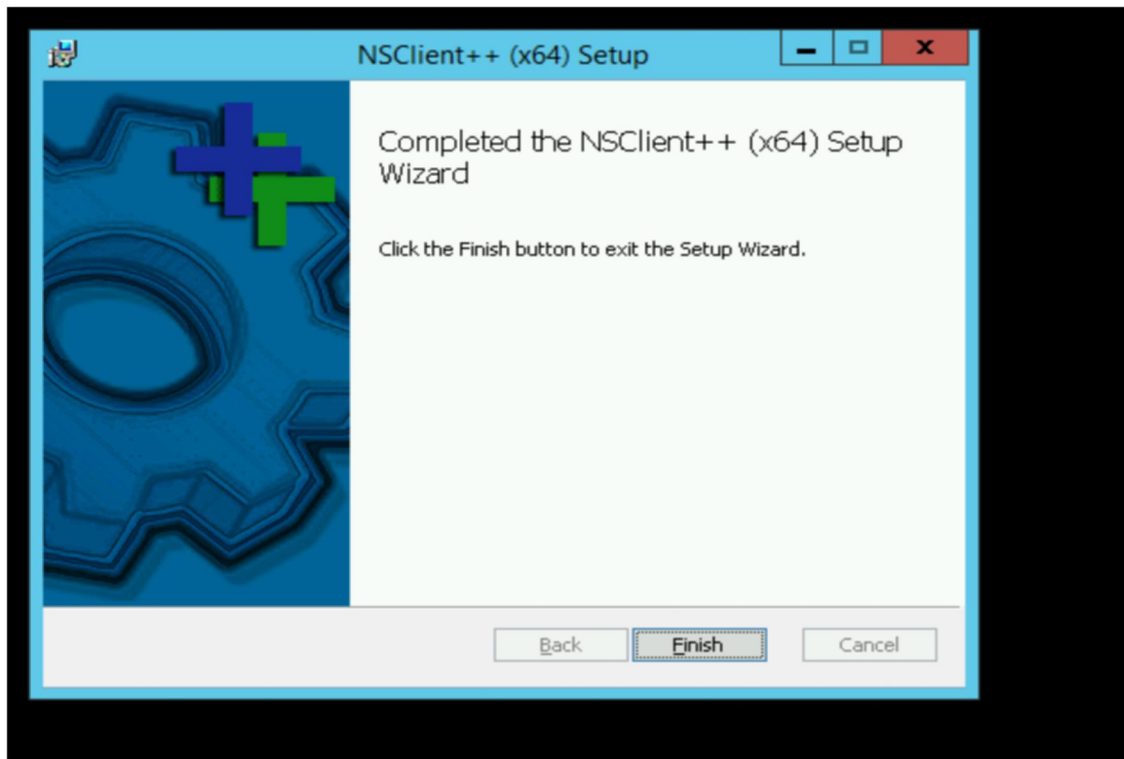 NSClient++ (x64) Setup
Completed the NSClient++ (x64) Setup
Wizard
Click the Finish button to exit the Setup Wizard.
Back Finish Cancel